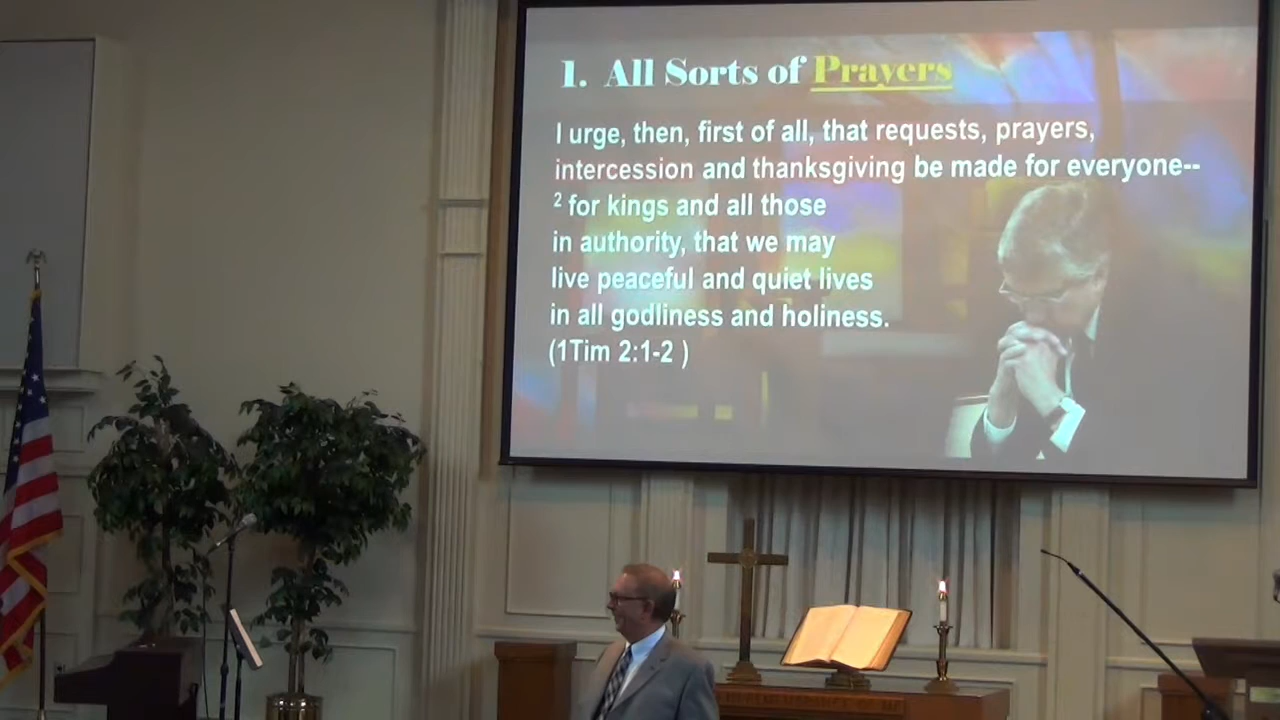 1. All Sorts of Prayers
I urge, then, first of all, that requests, prayers,
intercession and thanksgiving be made for everyone--
2 for kings and all those
in authority, that we may
live peaceful and quiet lives
in all godliness and holiness.
(1Tim 2:1-2 )